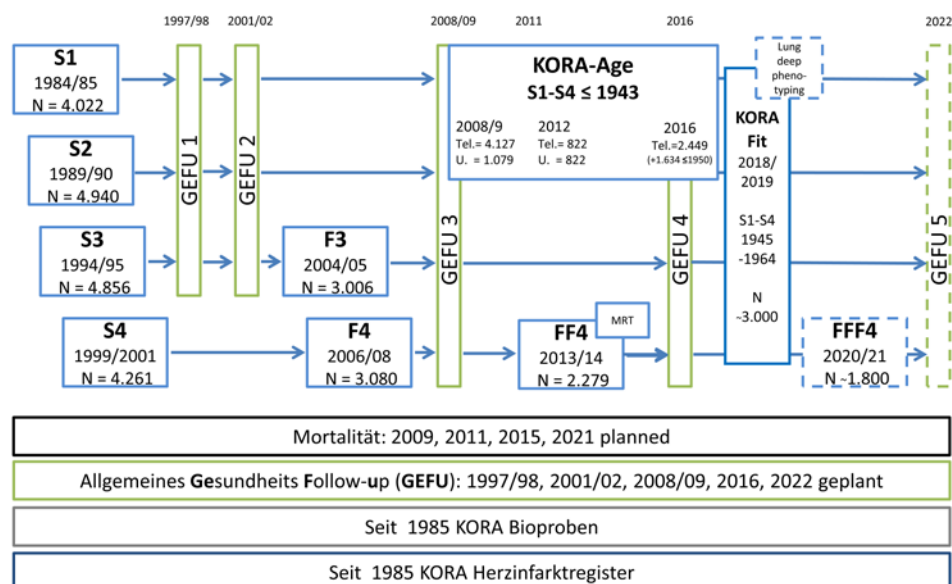 1997/98
2001/02
2008/09
2011
2016
2022
S1
1984/85
N = 4.022
S2
1989/90
N = 4.940
S3
1994/95
N = 4.856
S4
1999/2001
N = 4.261
GEFU 1
GEFU 2
F3
2004/05
N = 3.006
F4
2006/08
N = 3.080
GEFU 3
KORA-Age
S1-S4 ≤ 1943
2008/9
Tel.= 4.127
U. = 1.079
2012
Tel.= 822
U. = 822
2016
Tel.=2.449
(+1.634 ≤1950)
FF4
2013/14
N = 2.279
MRT
GEFU 4
KORA
Fit
2018/
2019
S1-S4
1945
-1964
N
~3.000
Lung
deep
pheno-
typing
FFF4
2020/21
N ~1.800
GEFU 5
Mortalität: 2009, 2011, 2015, 2021 planned
Allgemeines Gesundheits Follow-up (GEFU): 1997/98, 2001/02, 2008/09, 2016, 2022 geplant
Seit 1985 KORA Bioproben
Seit 1985 KORA Herzinfarktregister